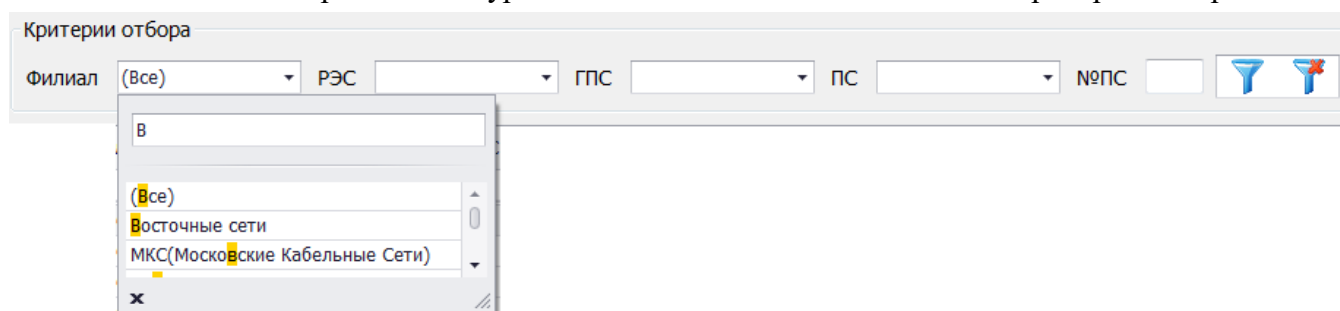 Критерии отбора
Филиал (Все) РЭС ГПС ПС №ПС
В
(Все)
Восточные сети
МКС(Московские Кабельные Сети)
x